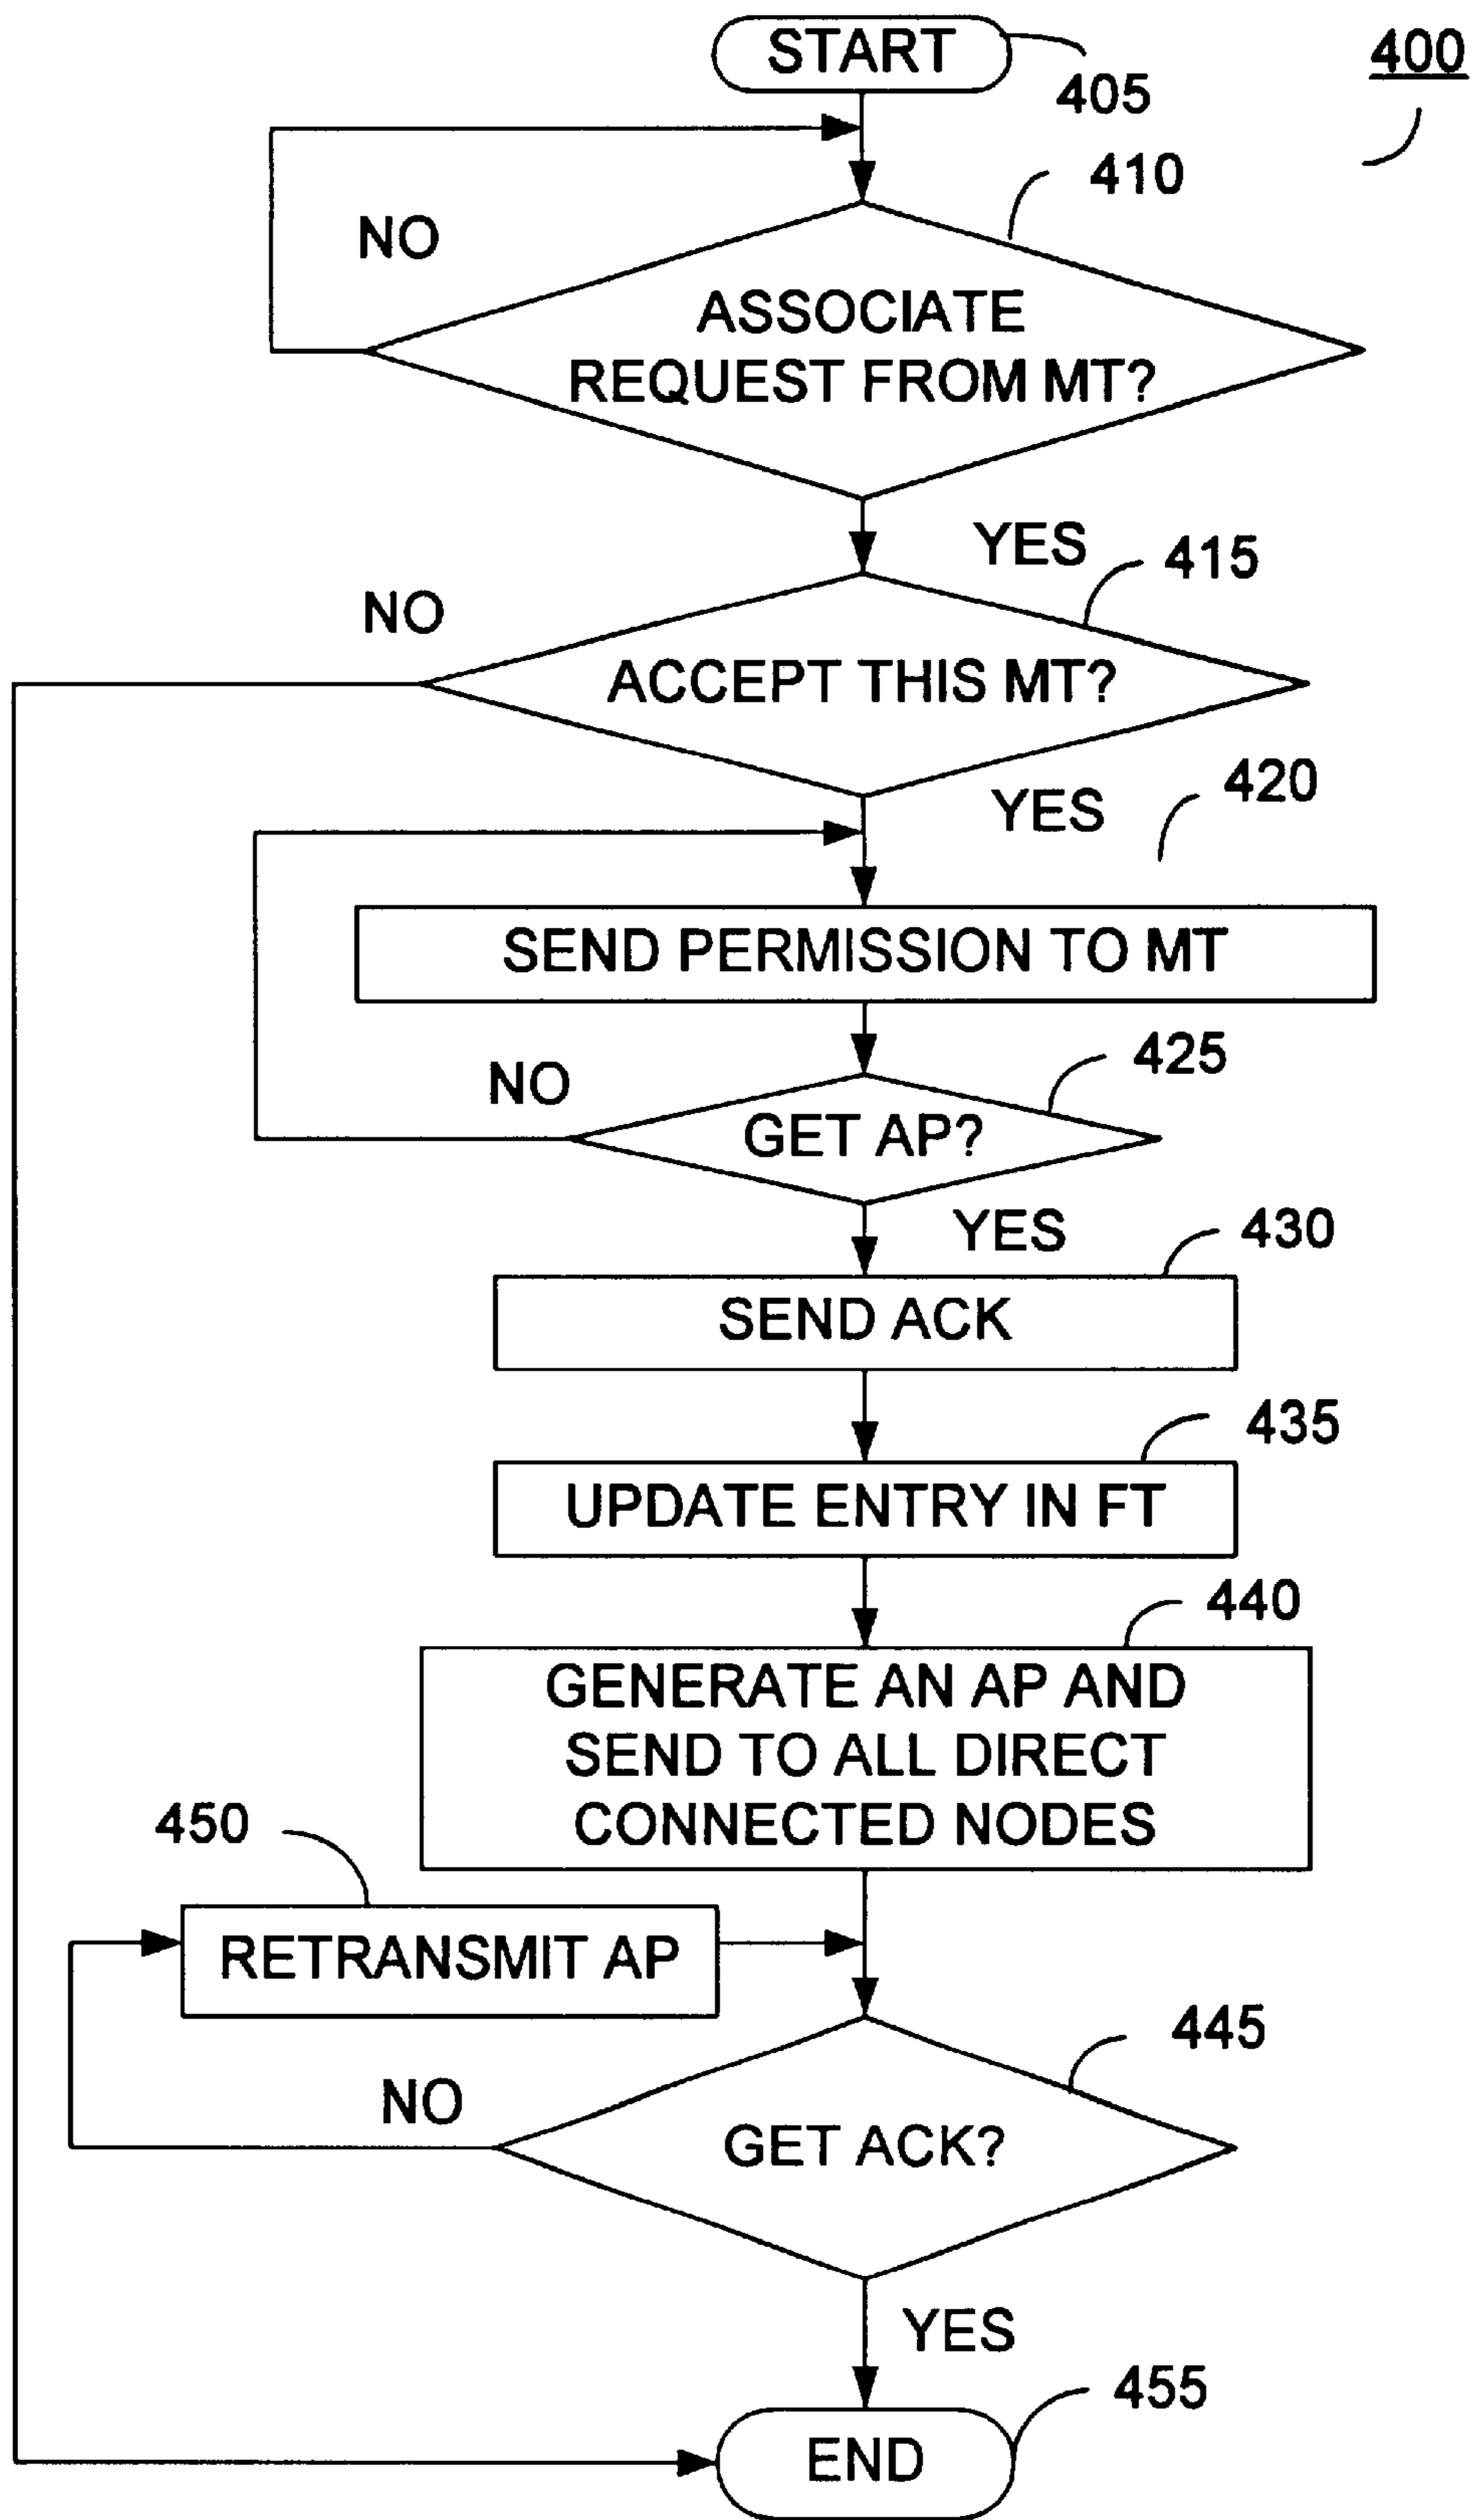 START
400
405
410
NO
ASSOCIATE
REQUEST FROM MT?
YES
415
NO
ACCEPT THIS MT?
420
YES
SEND PERMISSION TO MT
425
NO
GET AP?
YES
430
SEND ACK
435
UPDATE ENTRY IN FT
440
GENERATE AN AP AND
SEND TO ALL DIRECT
CONNECTED NODES
450
RETRANSMIT AP
445
NO
GET ACK?
YES
455
END